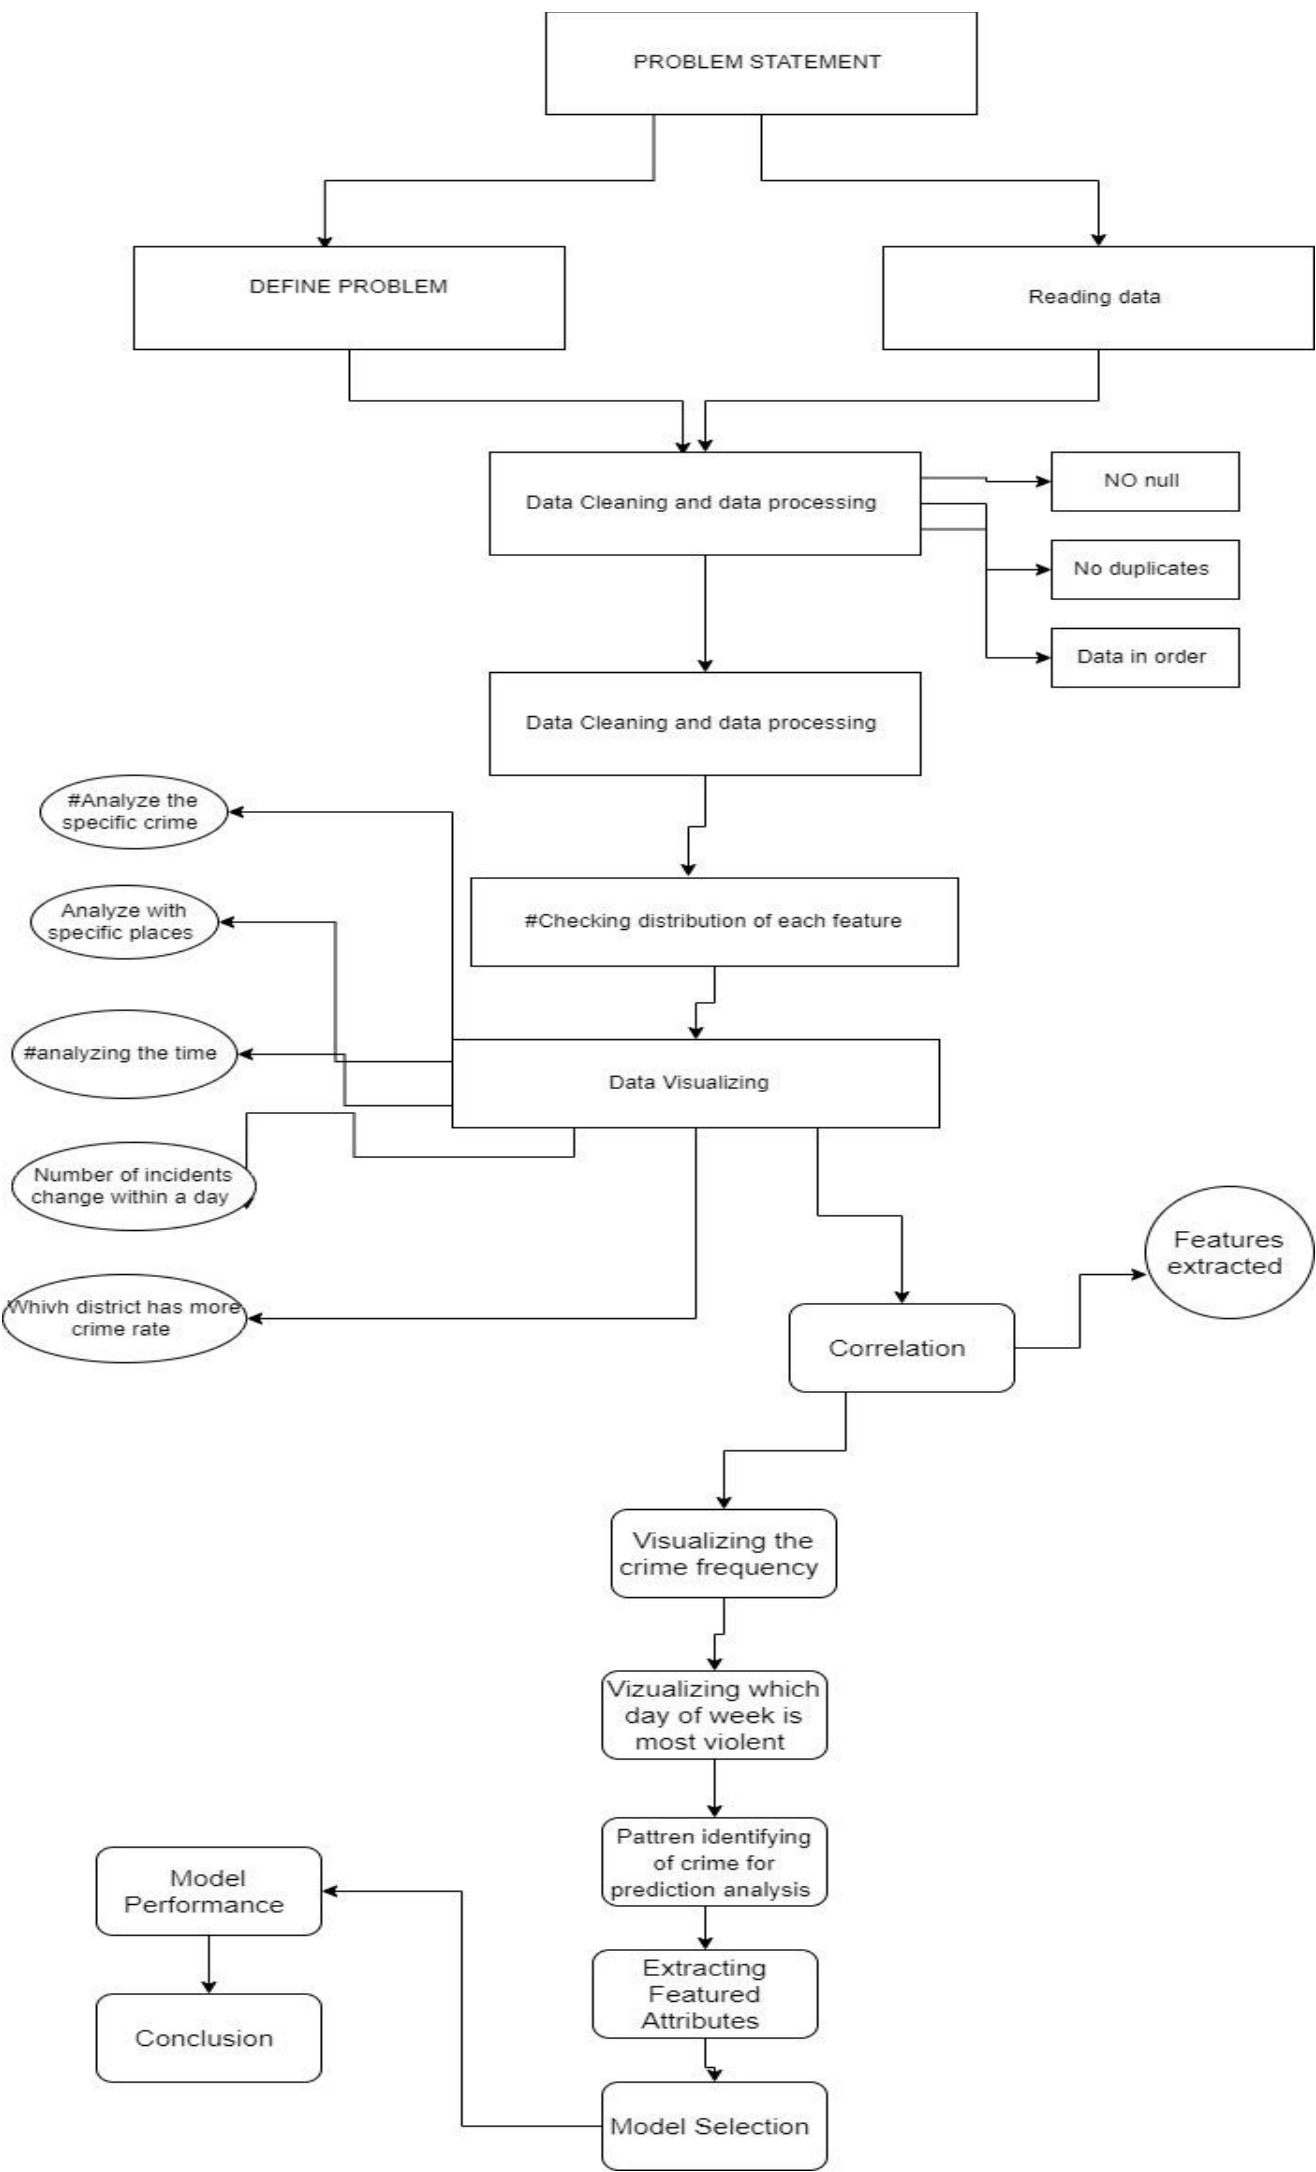 PROBLEM STATEMENT
DEFINE PROBLEM
Reading data
Data Cleaning and data processing
NO null
No duplicates
Data in order
Data Cleaning and data processing
#Analyze the
specific crime
Analyze with
specific places
#Checking distribution of each feature
#analyzing the time
Data Visualizing
Number of incidents
change within a day
Whivh district has more
crime rate
Features
extracted
Correlation
Visualizing the
crime frequency
Vizualizing which
day of week is
most violent
Pattren identifying
of crime for
prediction analysis
Model
Performance
Extracting
Featured
Attributes
Conclusion
Model Selection